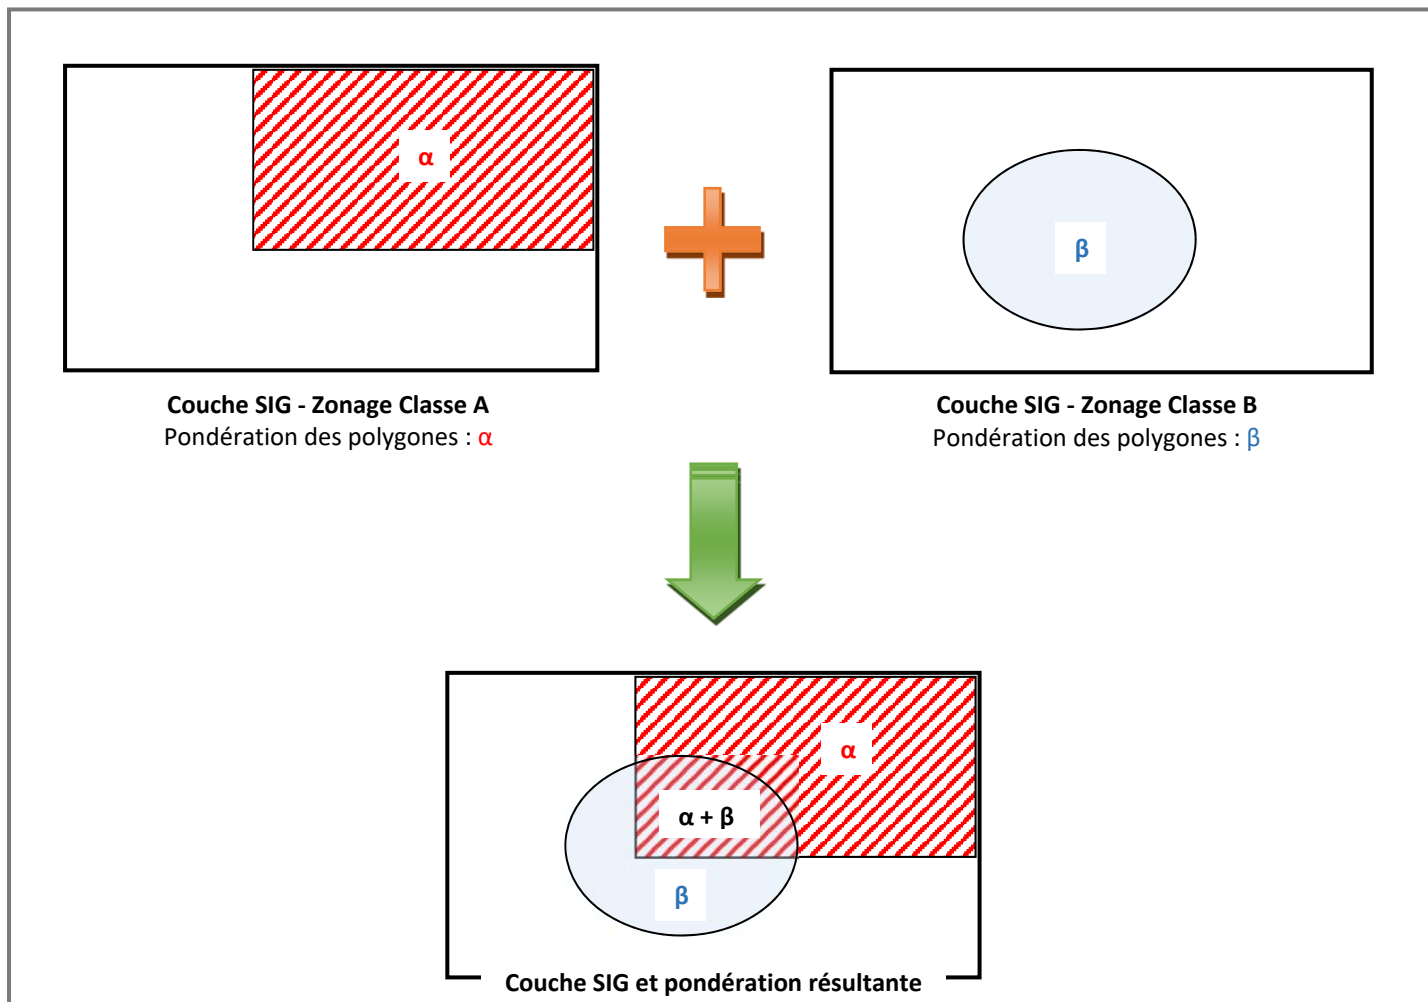 α
β
Couche SIG - Zonage Classe A
Pondération des polygones : α
Couche SIG - Zonage Classe B
Pondération des polygones : β
α
α + β
β
Couche SIG et pondération résultante